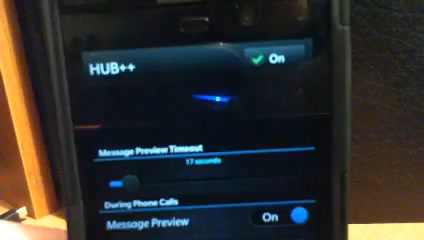 HUB++
On
Message Preview Timeout
17 seconds
During Phone Calls
Message Preview
On